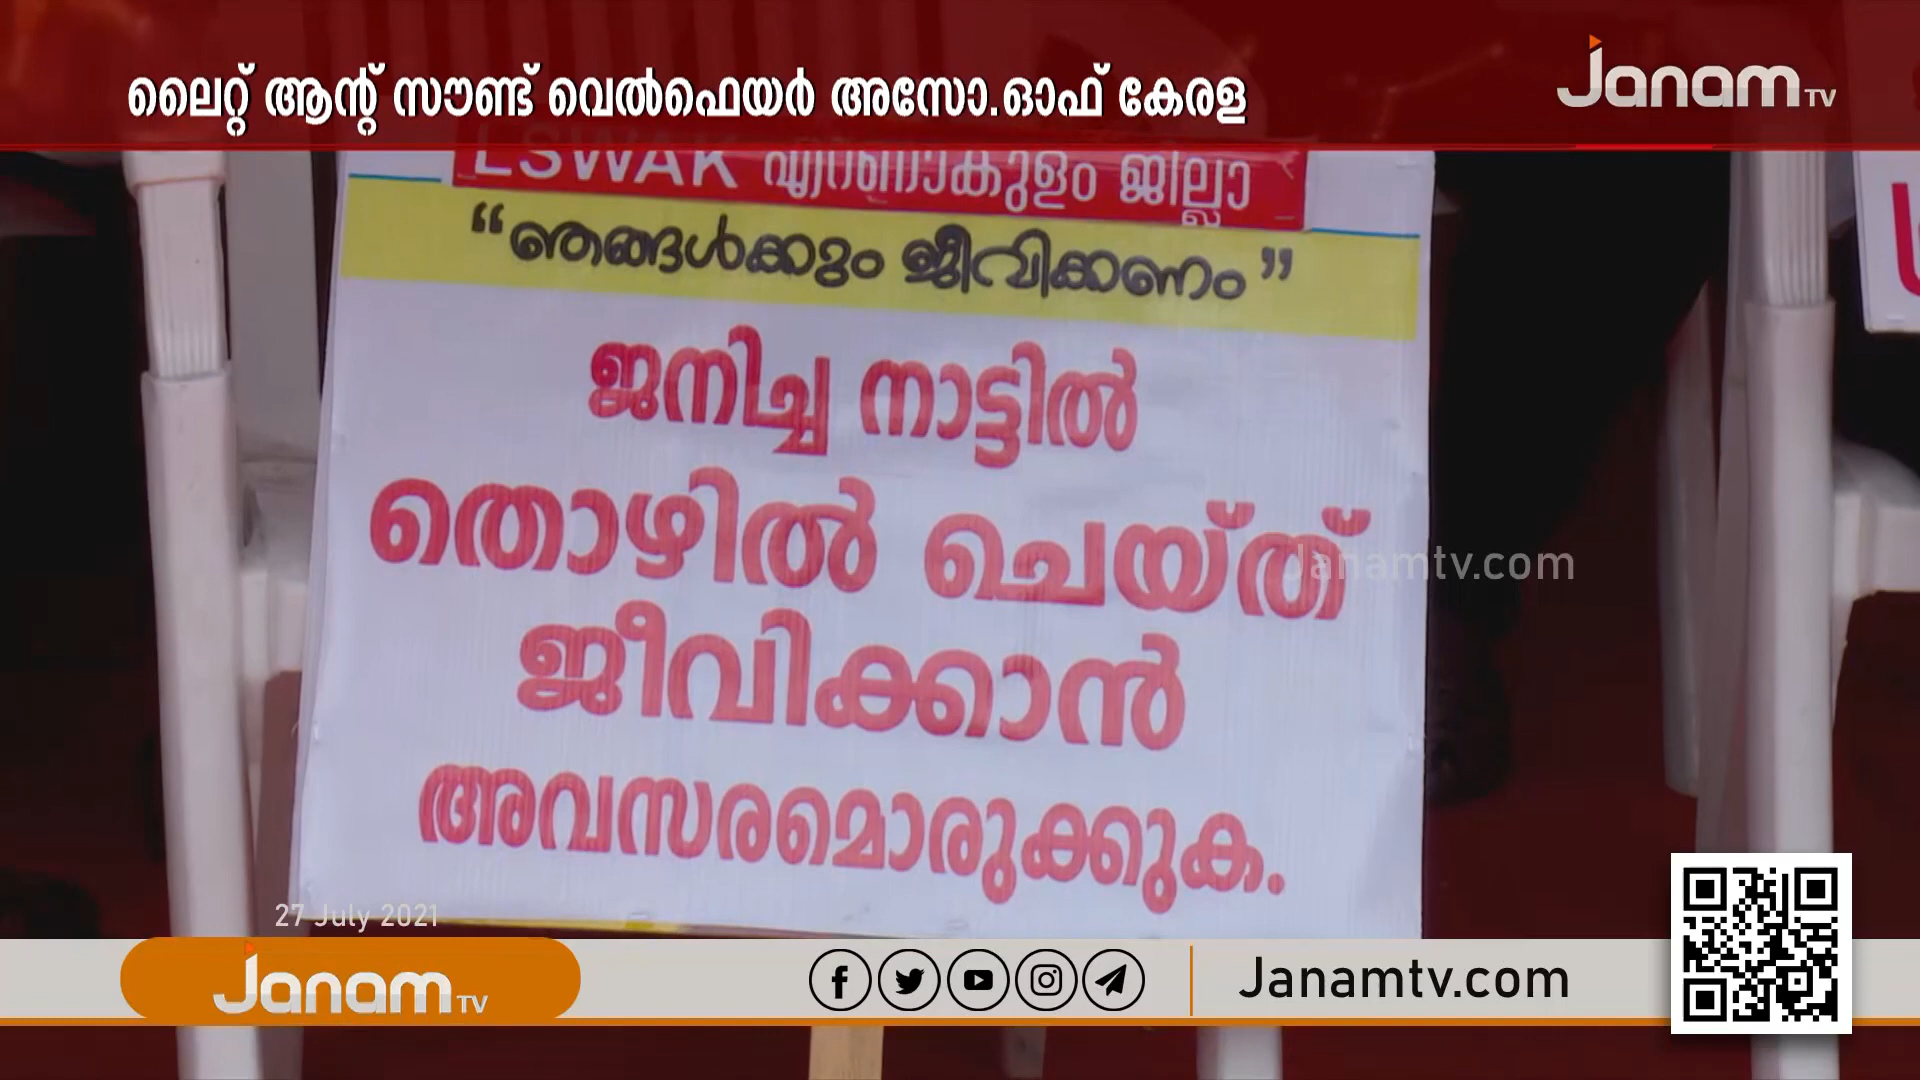 ലൈറ്റ് ആന്റ് സൗണ്ട് വെൽഫെയർ അസോ.ഓഫ് കേരള
Janam TV
LSWAK എറണാകുളം ജില്ലാ
“ഞങ്ങൾക്കും ജീവിക്കണം”
ജനിച്ച നാട്ടിൽ
തൊഴിൽ ചെയ്ത്
ജീവിക്കാൻ
അവസരമൊരുക്കുക.
Janamtv.com
27 July 2021
Janam TV
Janamtv.com